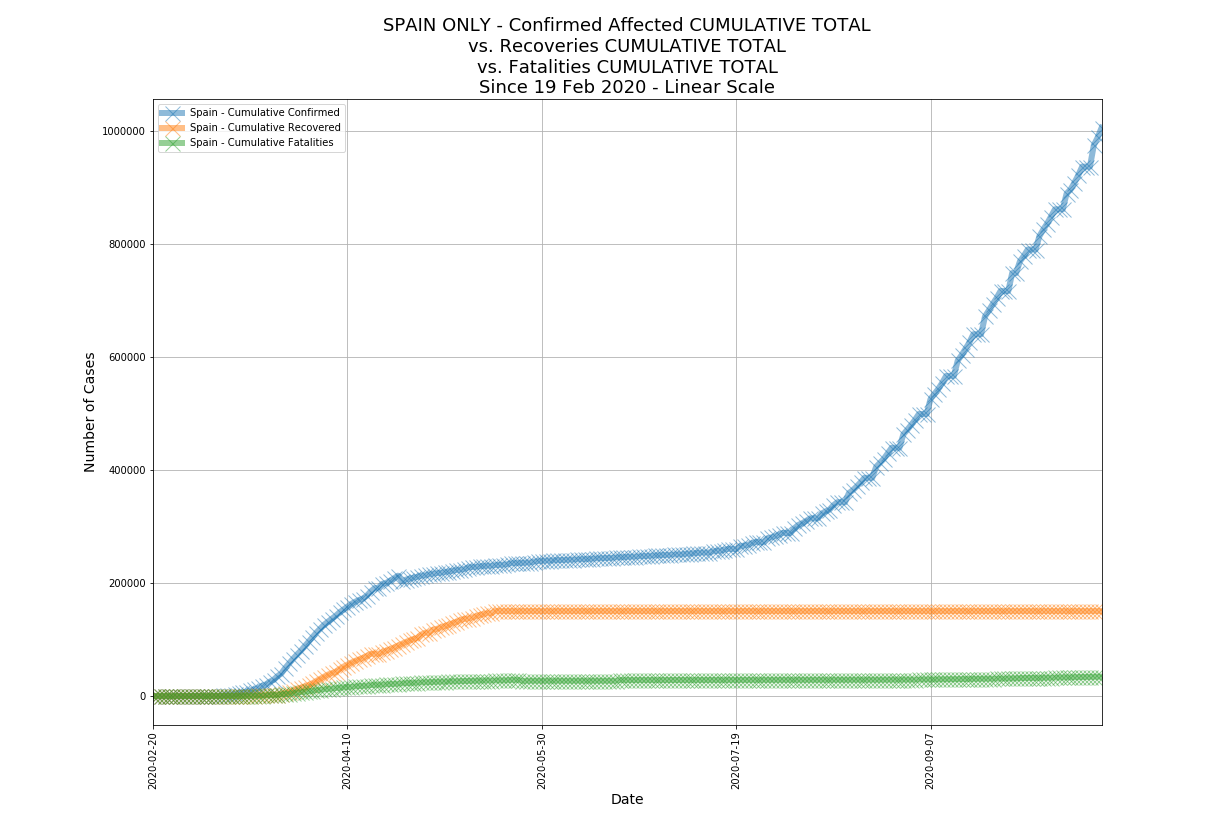 SPAIN ONLY - Confirmed Affected CUMULATIVE TOTAL
vs. Recoveries CUMULATIVE TOTAL
vs. Fatalities CUMULATIVE TOTAL
Since 19 Feb 2020 - Linear Scale
Spain - Cumulative Confirmed
Spain - Cumulative Recovered
Spain - Cumulative Fatalities
1000000
800000
600000
400000
200000
0
Number of Cases
2020-02-20
2020-04-10
2020-05-30
2020-07-19
2020-09-07
Date